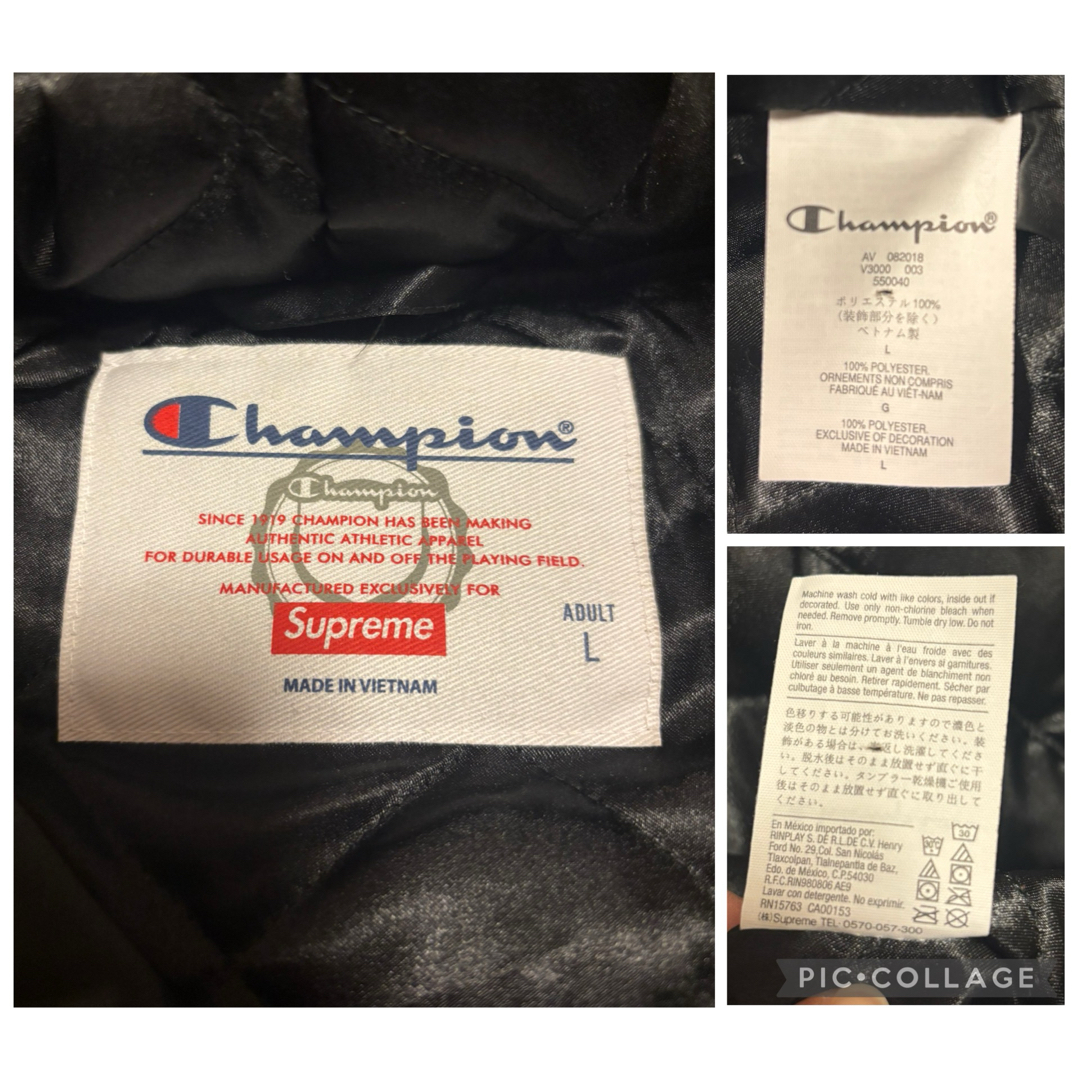 Champion®
Champion
SINCE 1919 CHAMPION HAS BEEN MAKING
AUTHENTIC ATHLETIC APPAREL
FOR DURABLE USAGE ON AND OFF THE PLAYING FIELD.
MANUFACTURED EXCLUSIVELY FOR
Supreme
ADULT
L
MADE IN VIETNAM
Champion®
AV 082018
V3000 003
550040
ポリエステル100%
(装飾部分を除く)
ベトナム製
L
100% POLYESTER.
ORNEMENTS NON COMPRIS
FABRIQUÉ AU VIÊT-NAM
G
100% POLYESTER.
EXCLUSIVE OF DECORATION
MADE IN VIETNAM
L
Machine wash cold with like colors, inside out if
decorated. Use only non-chlorine bleach when
needed. Remove promptly. Tumble dry low. Do not
iron.
Laver à la machine à l'eau froide avec des
couleurs similaires. Laver à l'envers si garnitures.
Utiliser seulement un agent de blanchiment non
chloré au besoin. Retirer rapidement. Sécher par
culbutage à basse température. Ne pas repasser.
色移りする可能性がありますので濃色と
淡色の物とは分けてお洗いください。装
飾がある場合は、返し洗濯してくださ
い。脱水後はそのまま放置せず直ぐに干
してください。タンブラー乾燥機ご使用
後はそのまま放置せず直ぐに取り出して
ください。
En México importado por:
RINPLAY S. DE R.L.DE C.V. Henry
Ford No. 29,Col. San Nicolás
Tlaxcolpan, Tlalnepantla de Baz,
Edo. de México, C.P.54030
R.F.C.RIN980806 AE9
Lavar con detergente. No exprimir.
RN15763 CA00153
(株)Supreme TEL 0570-057-300
30
PIC•COLLAGE